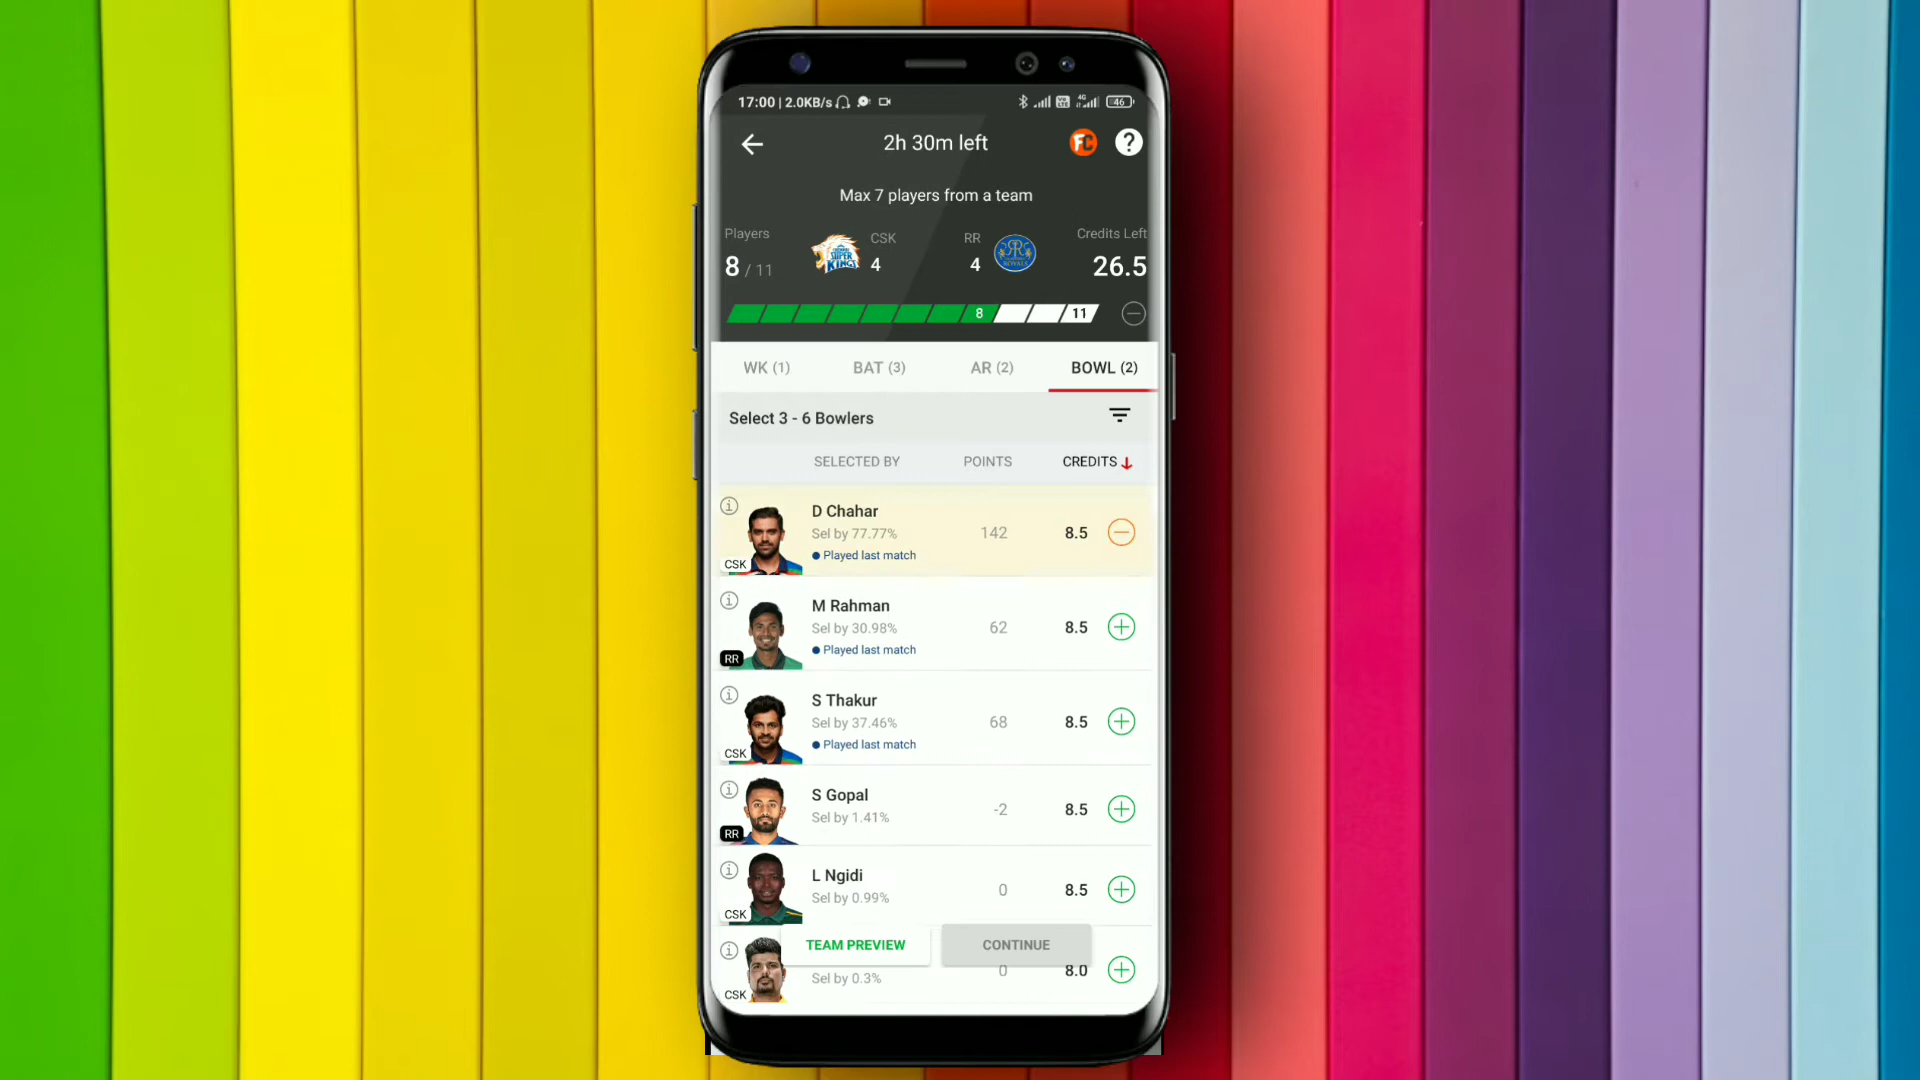 17:00 | 2.0KB/s
4G
46
2h 30m left
FC
?
Max 7 players from a team
Players
8 / 11
CSK
4
RR
4
Credits Left
26.5
8
11
WK (1)
BAT (3)
AR (2)
BOWL (2)
Select 3 - 6 Bowlers
SELECTED BY
POINTS
CREDITS
D Chahar
Sel by 77.77%
Played last match
CSK
142
8.5
M Rahman
Sel by 30.98%
Played last match
RR
62
8.5
S Thakur
Sel by 37.46%
Played last match
CSK
68
8.5
S Gopal
Sel by 1.41%
RR
-2
8.5
L Ngidi
Sel by 0.99%
CSK
0
8.5
TEAM PREVIEW
CONTINUE
Sel by 0.3%
CSK
0
8.0